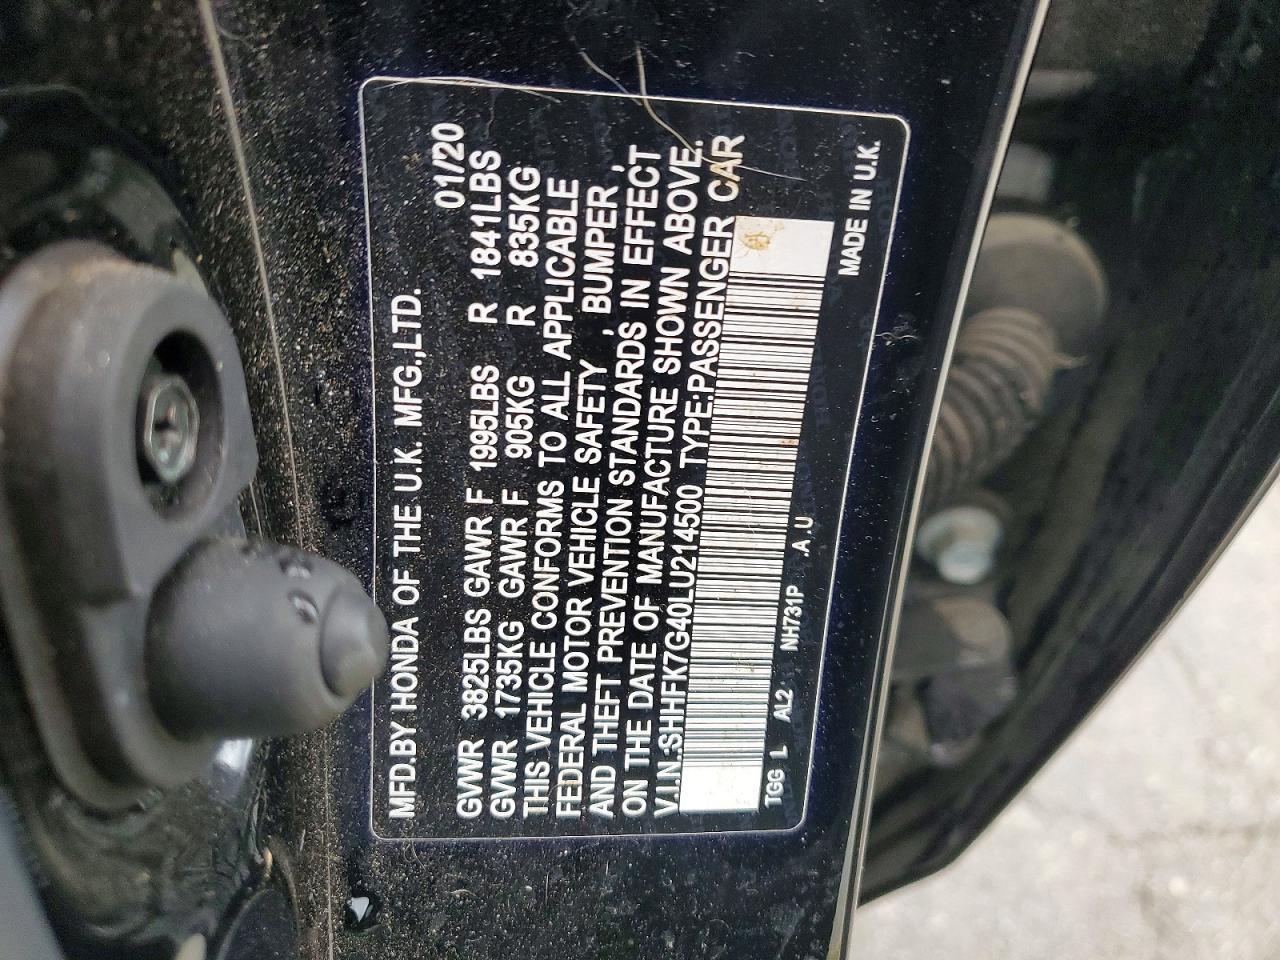 MFD.BY HONDA OF THE U.K. MFG.,LTD.
01/20
GVWR 3825LBS GAWR F 1995LBS R 1841LBS
GVWR 1735KG GAWR F 905KG R 835KG
THIS VEHICLE CONFORMS TO ALL APPLICABLE
FEDERAL MOTOR VEHICLE SAFETY , BUMPER ,
AND THEFT PREVENTION STANDARDS IN EFFECT
ON THE DATE OF MANUFACTURE SHOWN ABOVE.
V.I.N.:SHHFK7G40LU214500 TYPE:PASSENGER CAR
TGG L AL2 NH731P .A, U
MADE IN U.K.